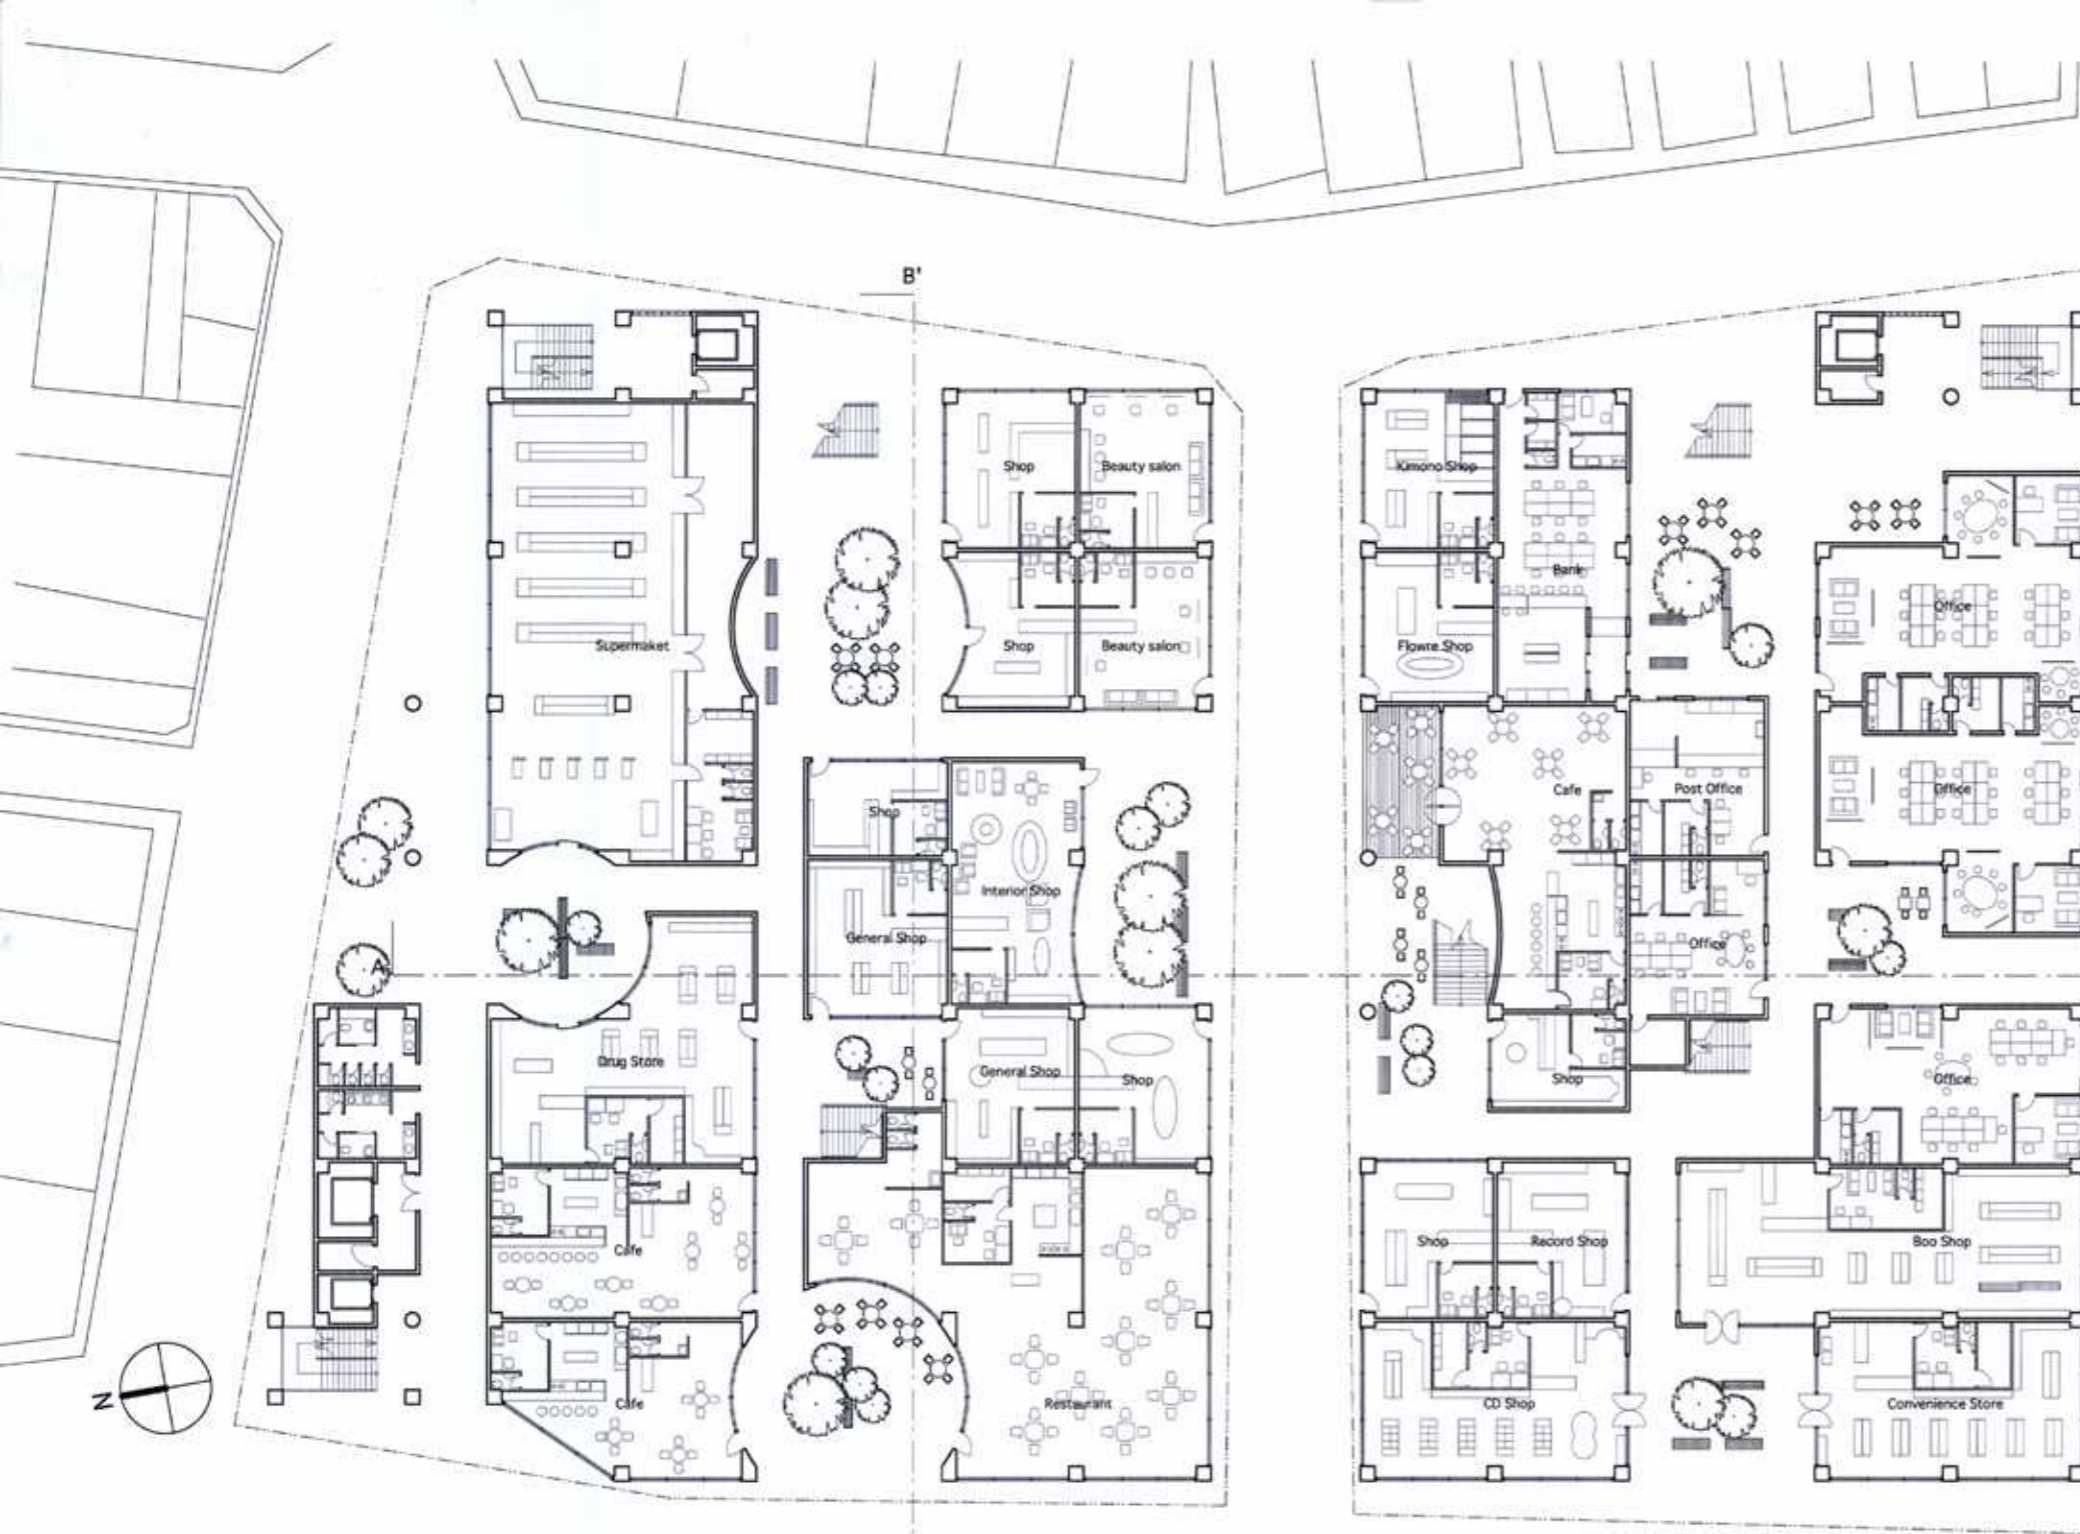 B'
Shop
Beauty salon
Kimono Shop
Bank
Office
Supermaket
Shop
Beauty salon
Flowre Shop
Shop
Cafe
Post Office
Office
Interior Shop
General Shop
Office
A
Drug Store
General Shop
Shop
Shop
Office
Cafe
Shop
Record Shop
Boo Shop
N
Cafe
Restaurant
CD Shop
Convenience Store